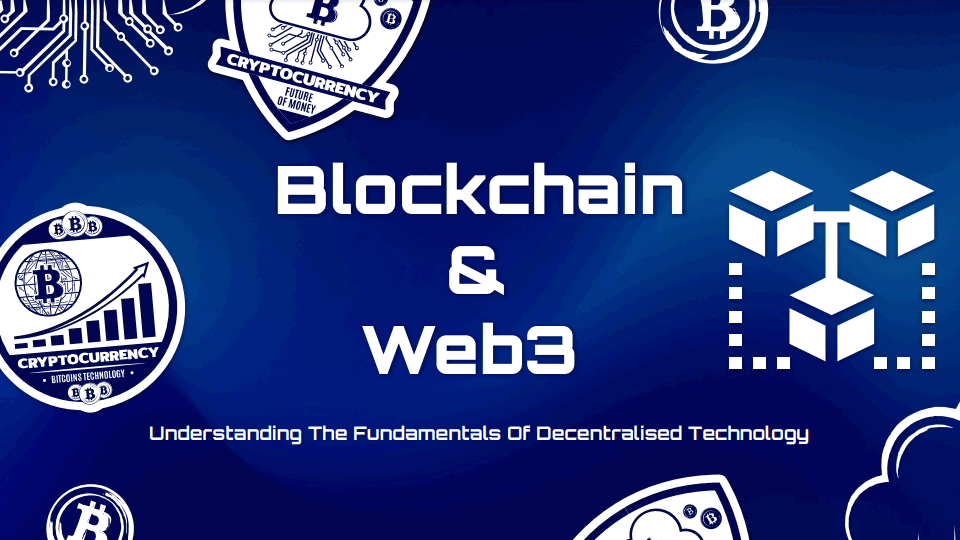 CRYPTOCURRENCY
FUTURE
OF MONEY
Blockchain
&
Web3
CRYPTOCURRENCY
• BITCOINS TECHNOLOGY •
Understanding The Fundamentals Of Decentralised Technology